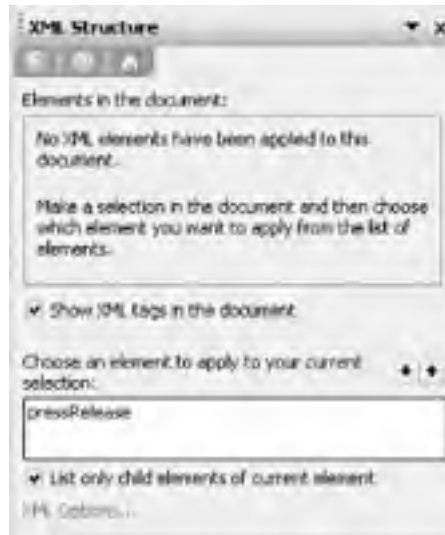 XML Structure
Elements in the document:
No XML elements have been applied to this
document.
Make a selection in the document and then choose
which element you want to apply from the list of
elements.
Show XML tags in the document
Choose an element to apply to your current
selection:
pressRelease
List only child elements of current element
XML Options...